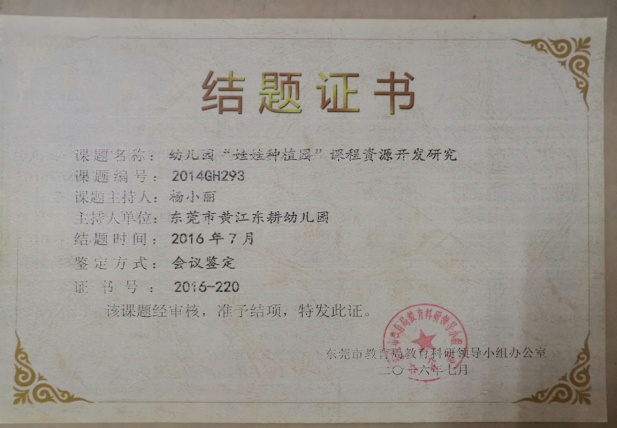 结题证书
课题名称：幼儿园“娃娃种植园”课程资源开发研究
课题编号：2014GH293
课题主持人：杨小丽
主持人单位：东莞市黄江东耕幼儿园
结题时间：2016年7月
鉴定方式：会议鉴定
证书号：2016-220
该课题经审核，准予结项，特发此证。
东莞市教育局教育科研领导小组办公室
二〇一六年七月